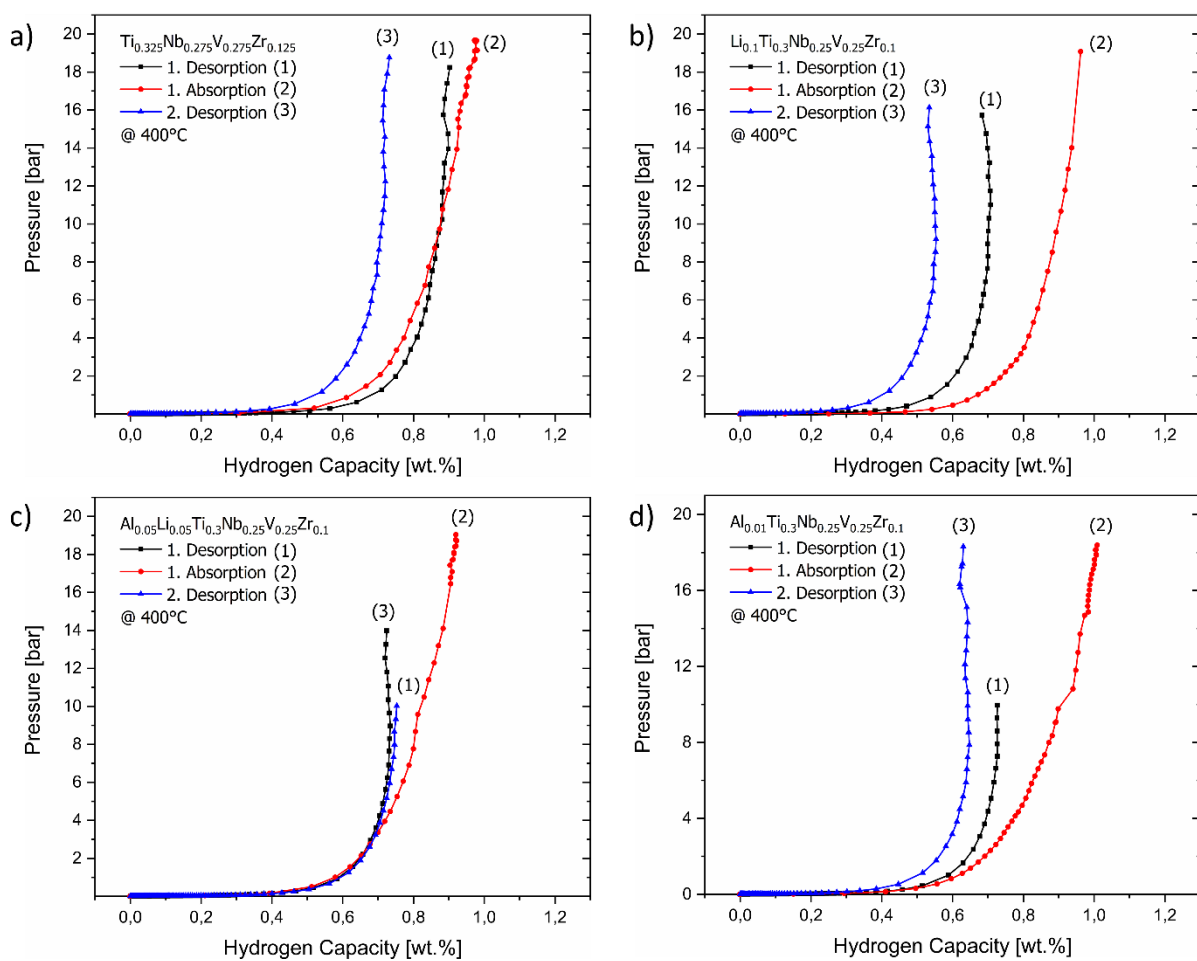 a)
Ti0.325Nb0.275V0.275Zr0.125
1. Desorption (1)
1. Absorption (2)
2. Desorption (3)
@ 400°C
(3)
(1)
(2)
20
18
16
14
12
10
8
6
4
2
Pressure [bar]
0,0 0,2 0,4 0,6 0,8 1,0 1,2
Hydrogen Capacity [wt.%]
b)
Li0.1Ti0.3Nb0.25V0.25Zr0.1
1. Desorption (1)
1. Absorption (2)
2. Desorption (3)
@ 400°C
(3)
(1)
(2)
20
18
16
14
12
10
8
6
4
2
Pressure [bar]
0,0 0,2 0,4 0,6 0,8 1,0 1,2
Hydrogen Capacity [wt.%]
c)
Al0.05Li0.05Ti0.3Nb0.25V0.25Zr0.1
1. Desorption (1)
1. Absorption (2)
2. Desorption (3)
@ 400°C
(2)
(3)
(1)
20
18
16
14
12
10
8
6
4
2
Pressure [bar]
0,0 0,2 0,4 0,6 0,8 1,0 1,2
Hydrogen Capacity [wt.%]
d)
Al0.01Ti0.3Nb0.25V0.25Zr0.1
1. Desorption (1)
1. Absorption (2)
2. Desorption (3)
@ 400°C
(3)
(2)
(1)
20
16
12
8
4
0
Pressure [bar]
0,0 0,2 0,4 0,6 0,8 1,0 1,2
Hydrogen Capacity [wt.%]